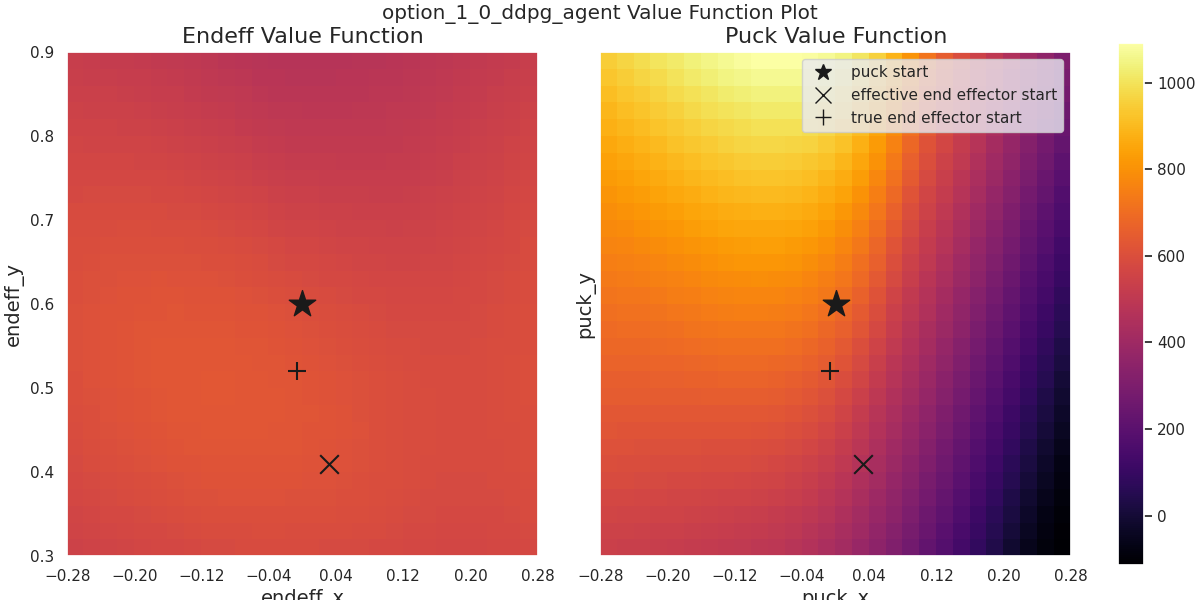 option_1_0_ddpg_agent Value Function Plot
Endeff Value Function
Puck Value Function
puck start
effective end effector start
true end effector start
0.9
0.8
0.7
0.6
0.5
0.4
0.3
endeff_y
−0.28 −0.20 −0.12 −0.04 0.04 0.12 0.20 0.28
endeff_x
puck_y
−0.28 −0.20 −0.12 −0.04 0.04 0.12 0.20 0.28
puck_x
1000
800
600
400
200
0